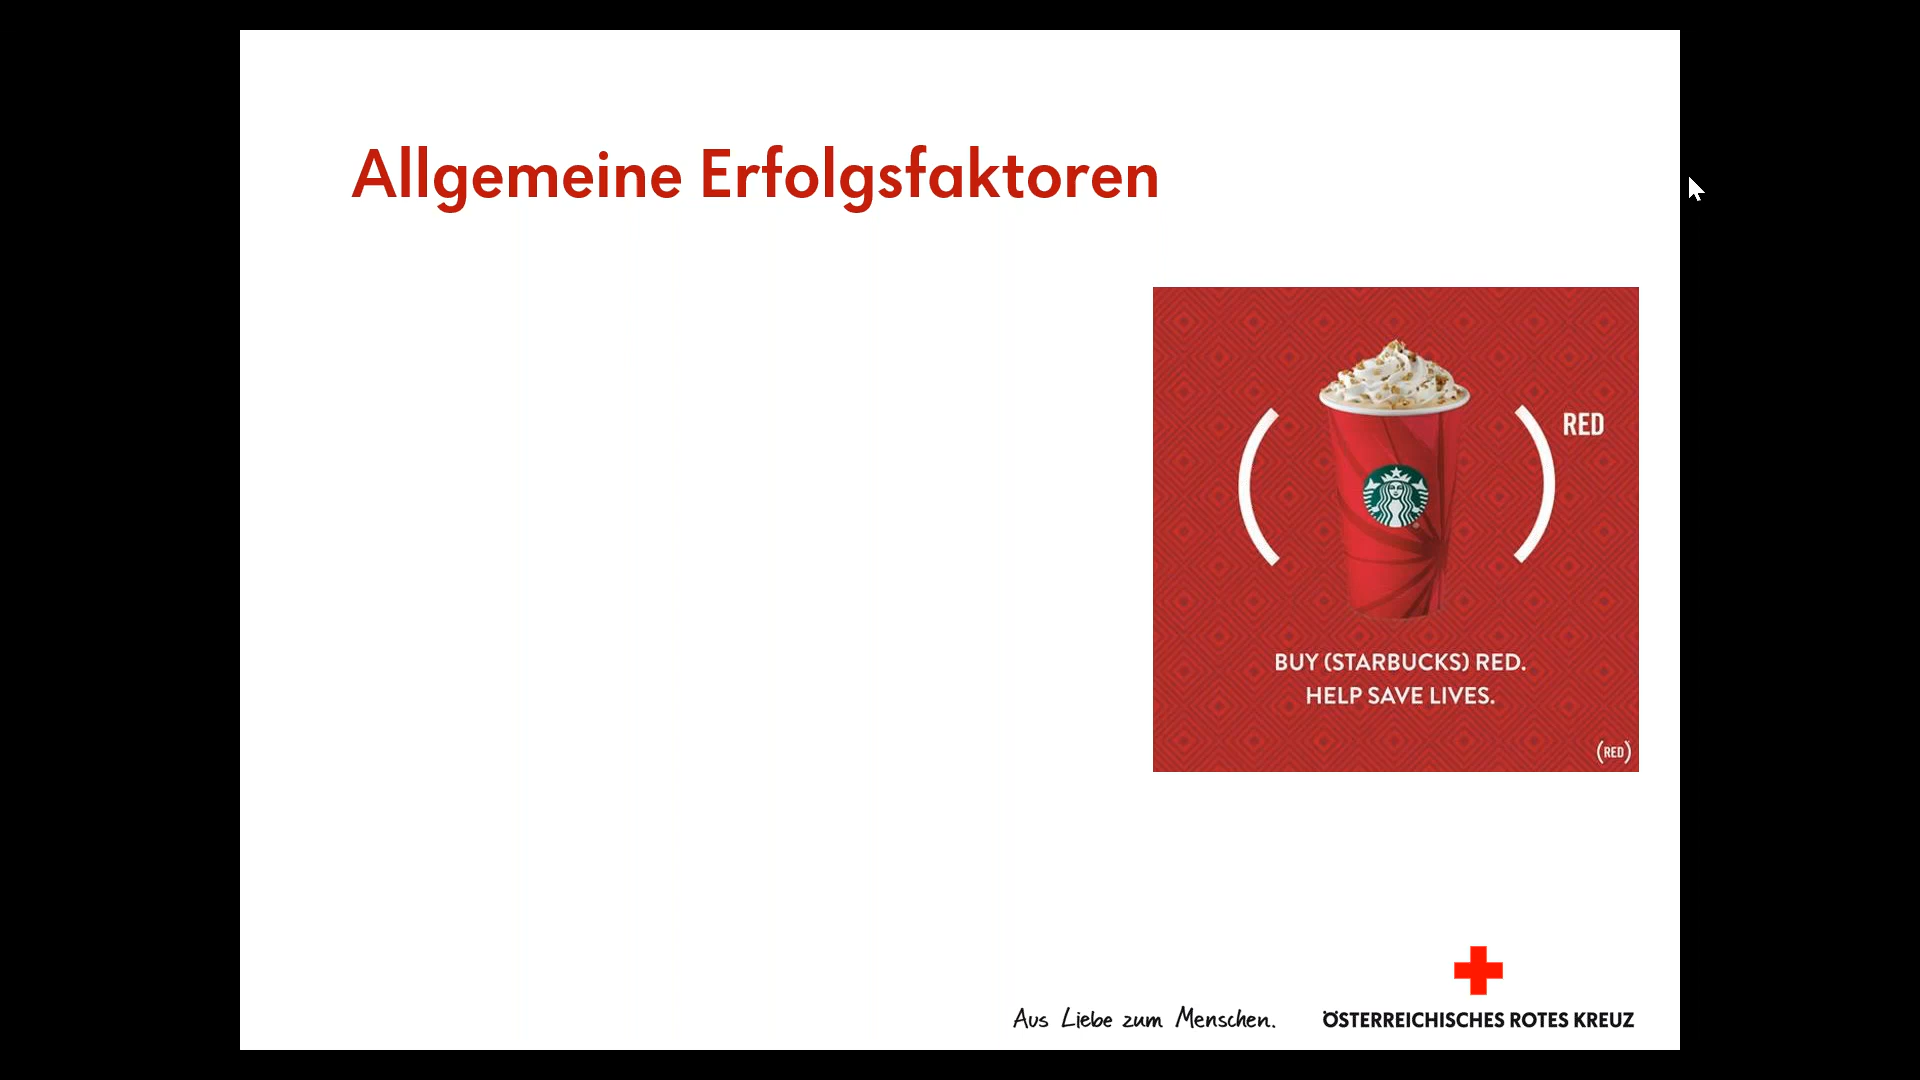 Allgemeine Erfolgsfaktoren
RED
BUY (STARBUCKS) RED.
HELP SAVE LIVES.
(RED)
Aus Liebe zum Menschen.
ÖSTERREICHISCHES ROTES KREUZ